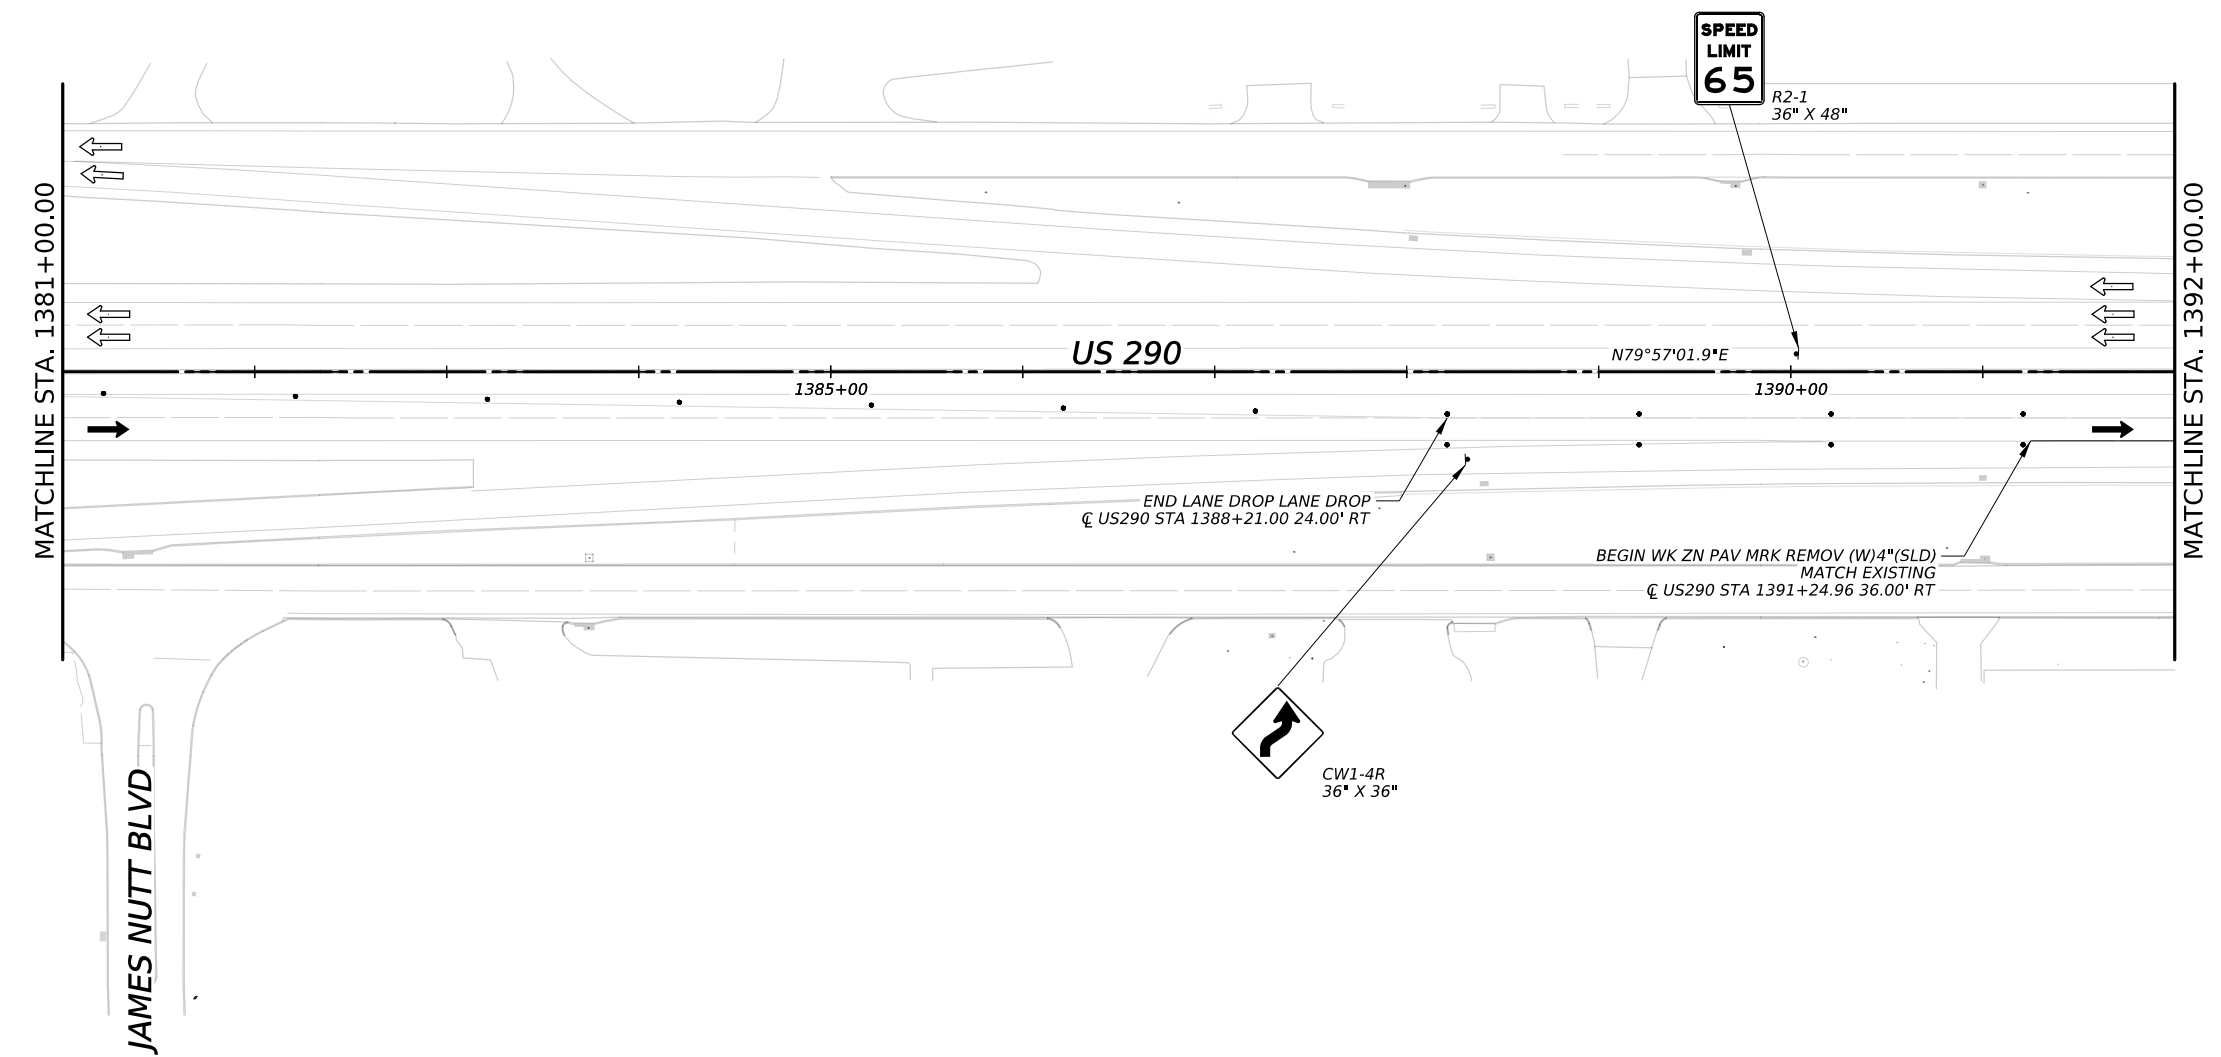 SPEED
LIMIT
65
R2-1
36" X 48"
MATCHLINE STA. 1381+00.00
MATCHLINE STA. 1392+00.00
US 290
N79°57'01.9"E
1385+00
1390+00
END LANE DROP LANE DROP
℄ US290 STA 1388+21.00 24.00' RT
BEGIN WK ZN PAV MRK REMOV (W)4"(SLD)
MATCH EXISTING
℄ US290 STA 1391+24.96 36.00' RT
CW1-4R
36" X 36"
JAMES NUTT BLVD